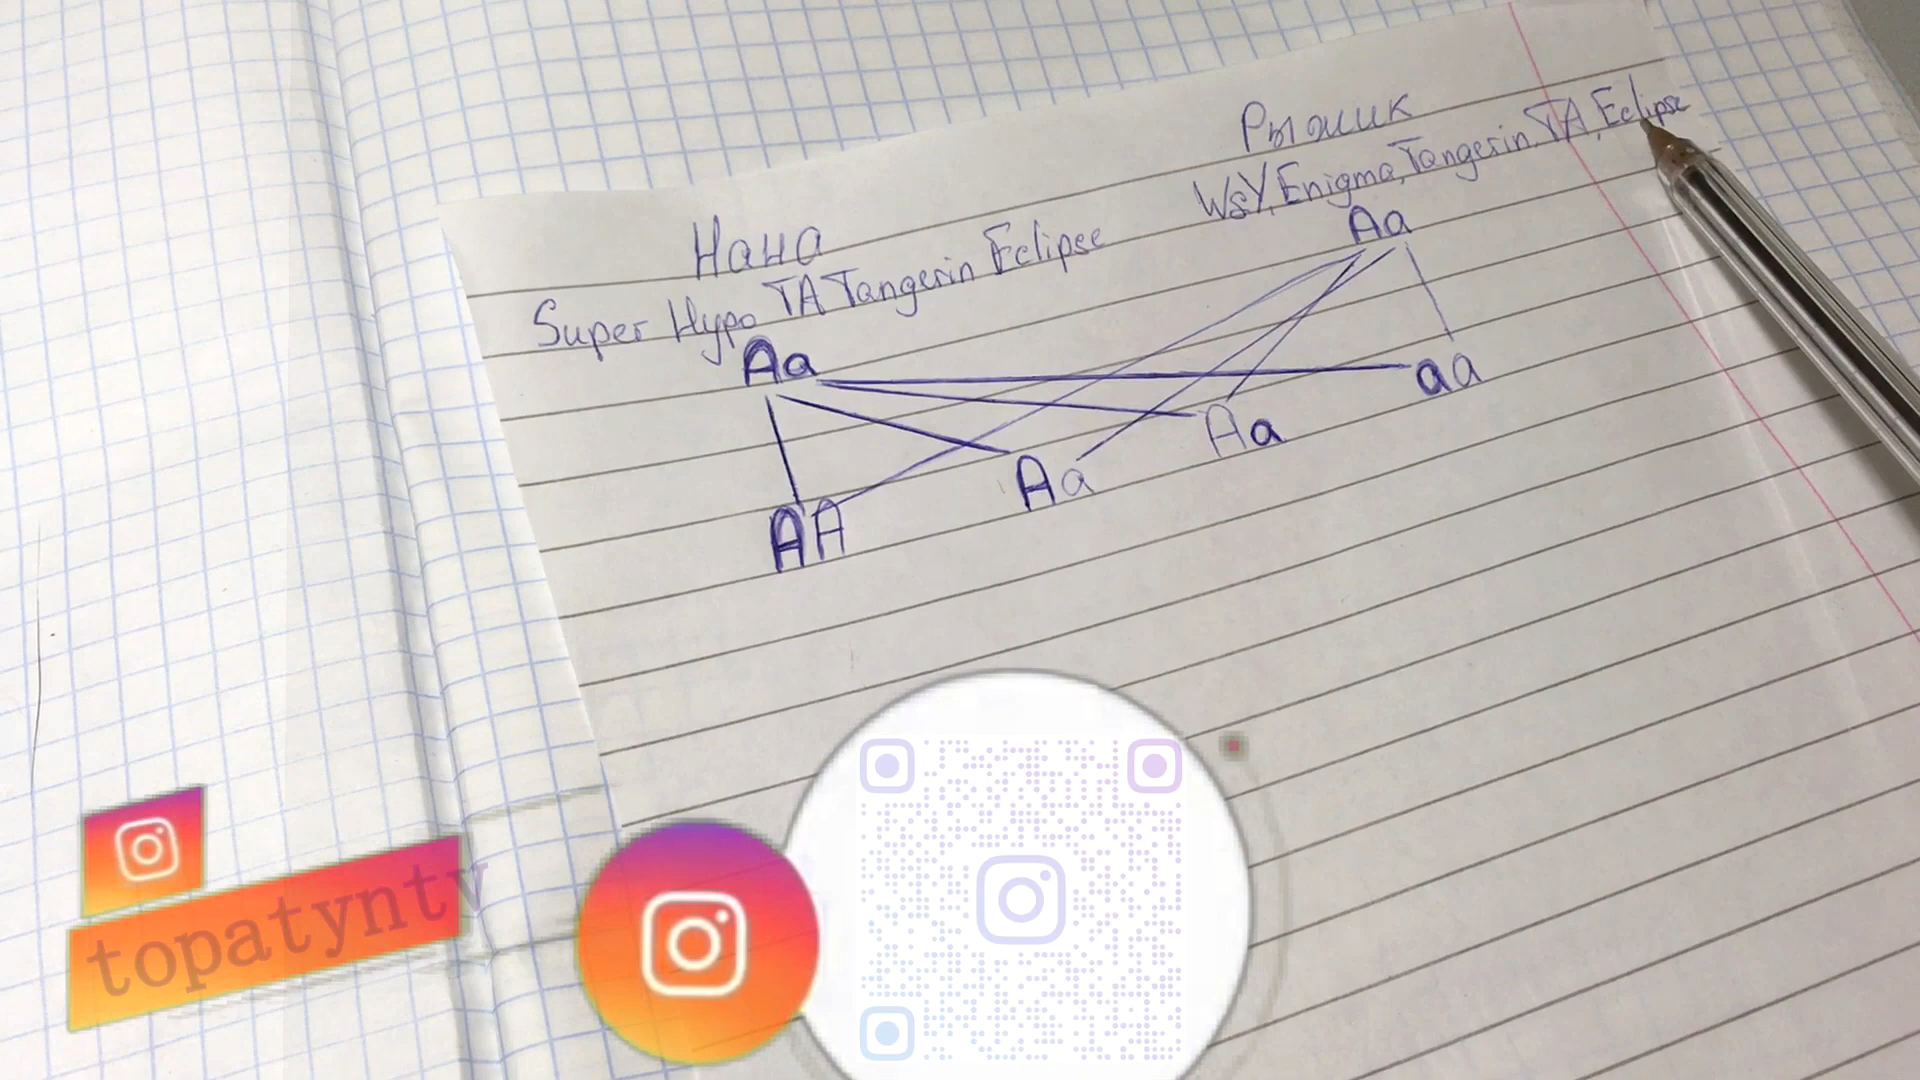 Рыжик
WsY, Enigma, Tangerin, TA, Eclipse
Aa
Нана
Super Hypo TA Tangerin Eclipse
Aa
aa
Aa
Aa
AA
topatyntv